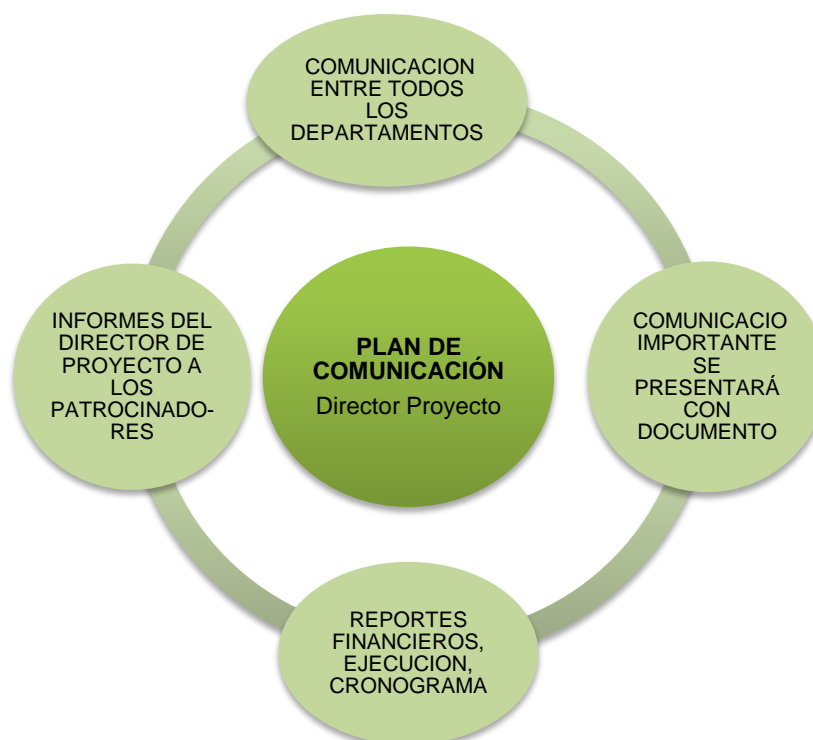 COMUNICACION
ENTRE TODOS
LOS
DEPARTAMENTOS
INFORMES DEL
DIRECTOR DE
PROYECTO A
LOS
PATROCINADO-
RES
PLAN DE
COMUNICACIÓN
Director Proyecto
COMUNICACIO
IMPORTANTE
SE
PRESENTARÁ
CON
DOCUMENTO
REPORTES
FINANCIEROS,
EJECUCION,
CRONOGRAMA